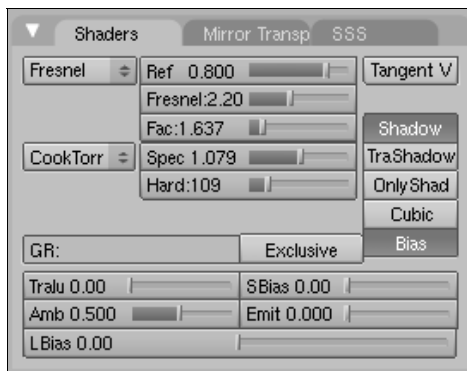 Shaders Mirror Transp SSS
Fresnel Ref 0.800 Tangent V
Fresnel:2.20
Fac:1.637 Shadow
CookTorr Spec 1.079 TraShadow
Hard:109 OnlyShad
Cubic
GR: Exclusive Bias
Tralu 0.00 SBias 0.00
Amb 0.500 Emit 0.000
LBias 0.00